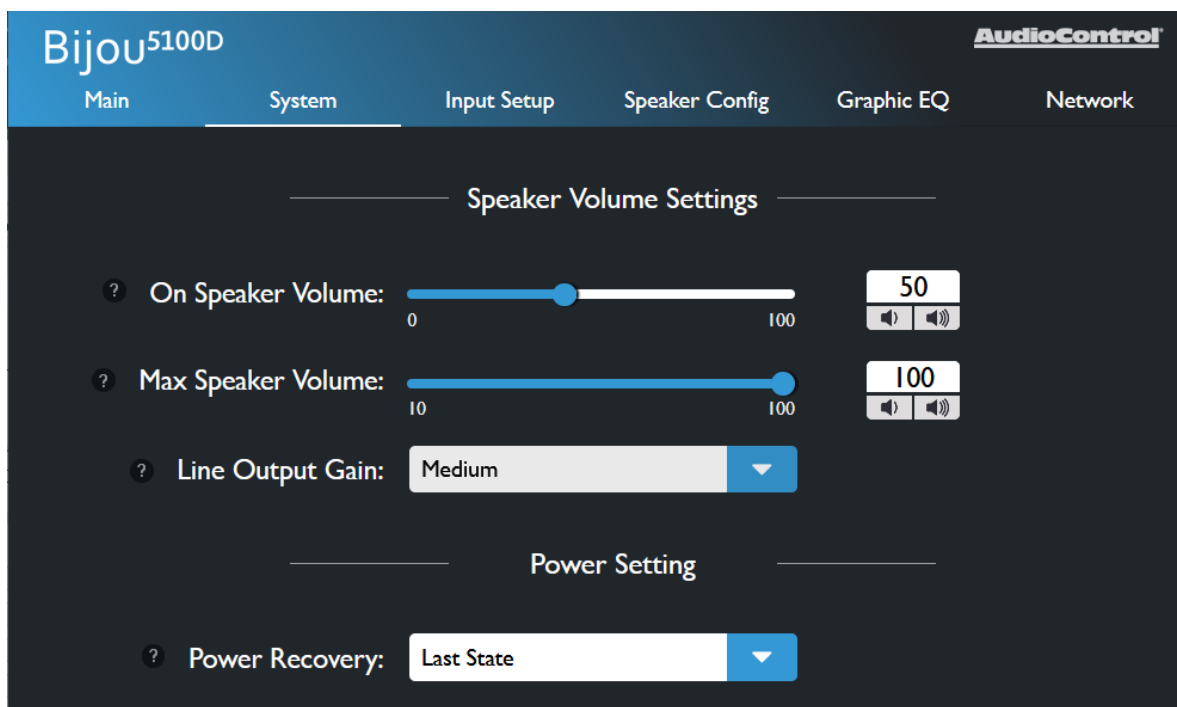 Bijou5100D
AudioControl
Main System Input Setup Speaker Config Graphic EQ Network
Speaker Volume Settings
? On Speaker Volume: 50
0 100
? Max Speaker Volume: 100
10 100
? Line Output Gain: Medium
Power Setting
? Power Recovery: Last State